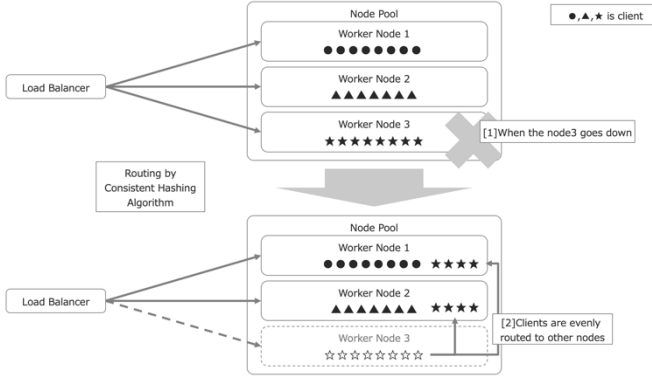 Node Pool
●,▲,★ is client
Worker Node 1
Load Balancer
Worker Node 2
Worker Node 3
[1]When the node3 goes down
Routing by
Consistent Hashing
Algorithm
Node Pool
Worker Node 1
Load Balancer
Worker Node 2
[2]Clients are evenly
routed to other nodes
Worker Node 3